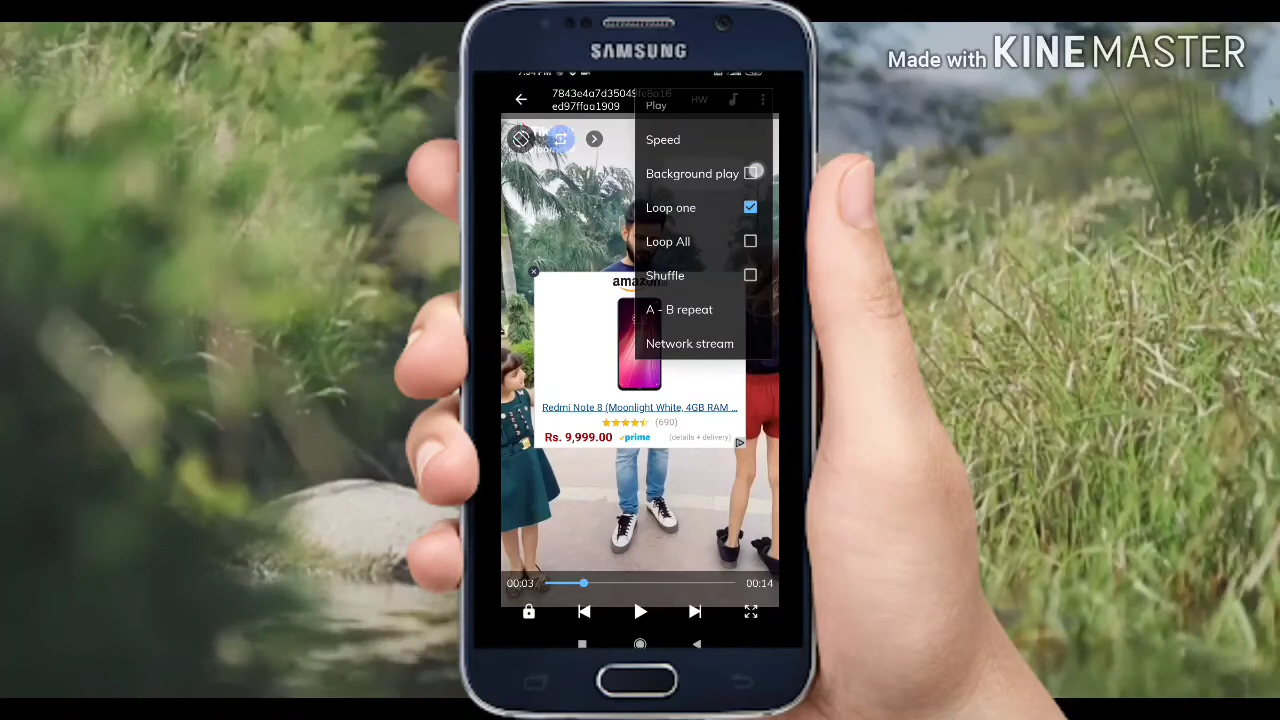 Made with KINEMASTER
SAMSUNG
7843e4a7d35049fc8a16
ed97ffaa1909
HW
Play
Speed
Background play
Loop one
Loop All
Shuffle
A - B repeat
Network stream
amazon
Redmi Note 8 (Moonlight White, 4GB RAM ...
(690)
Rs. 9,999.00 prime (details + delivery)
00:03
00:14